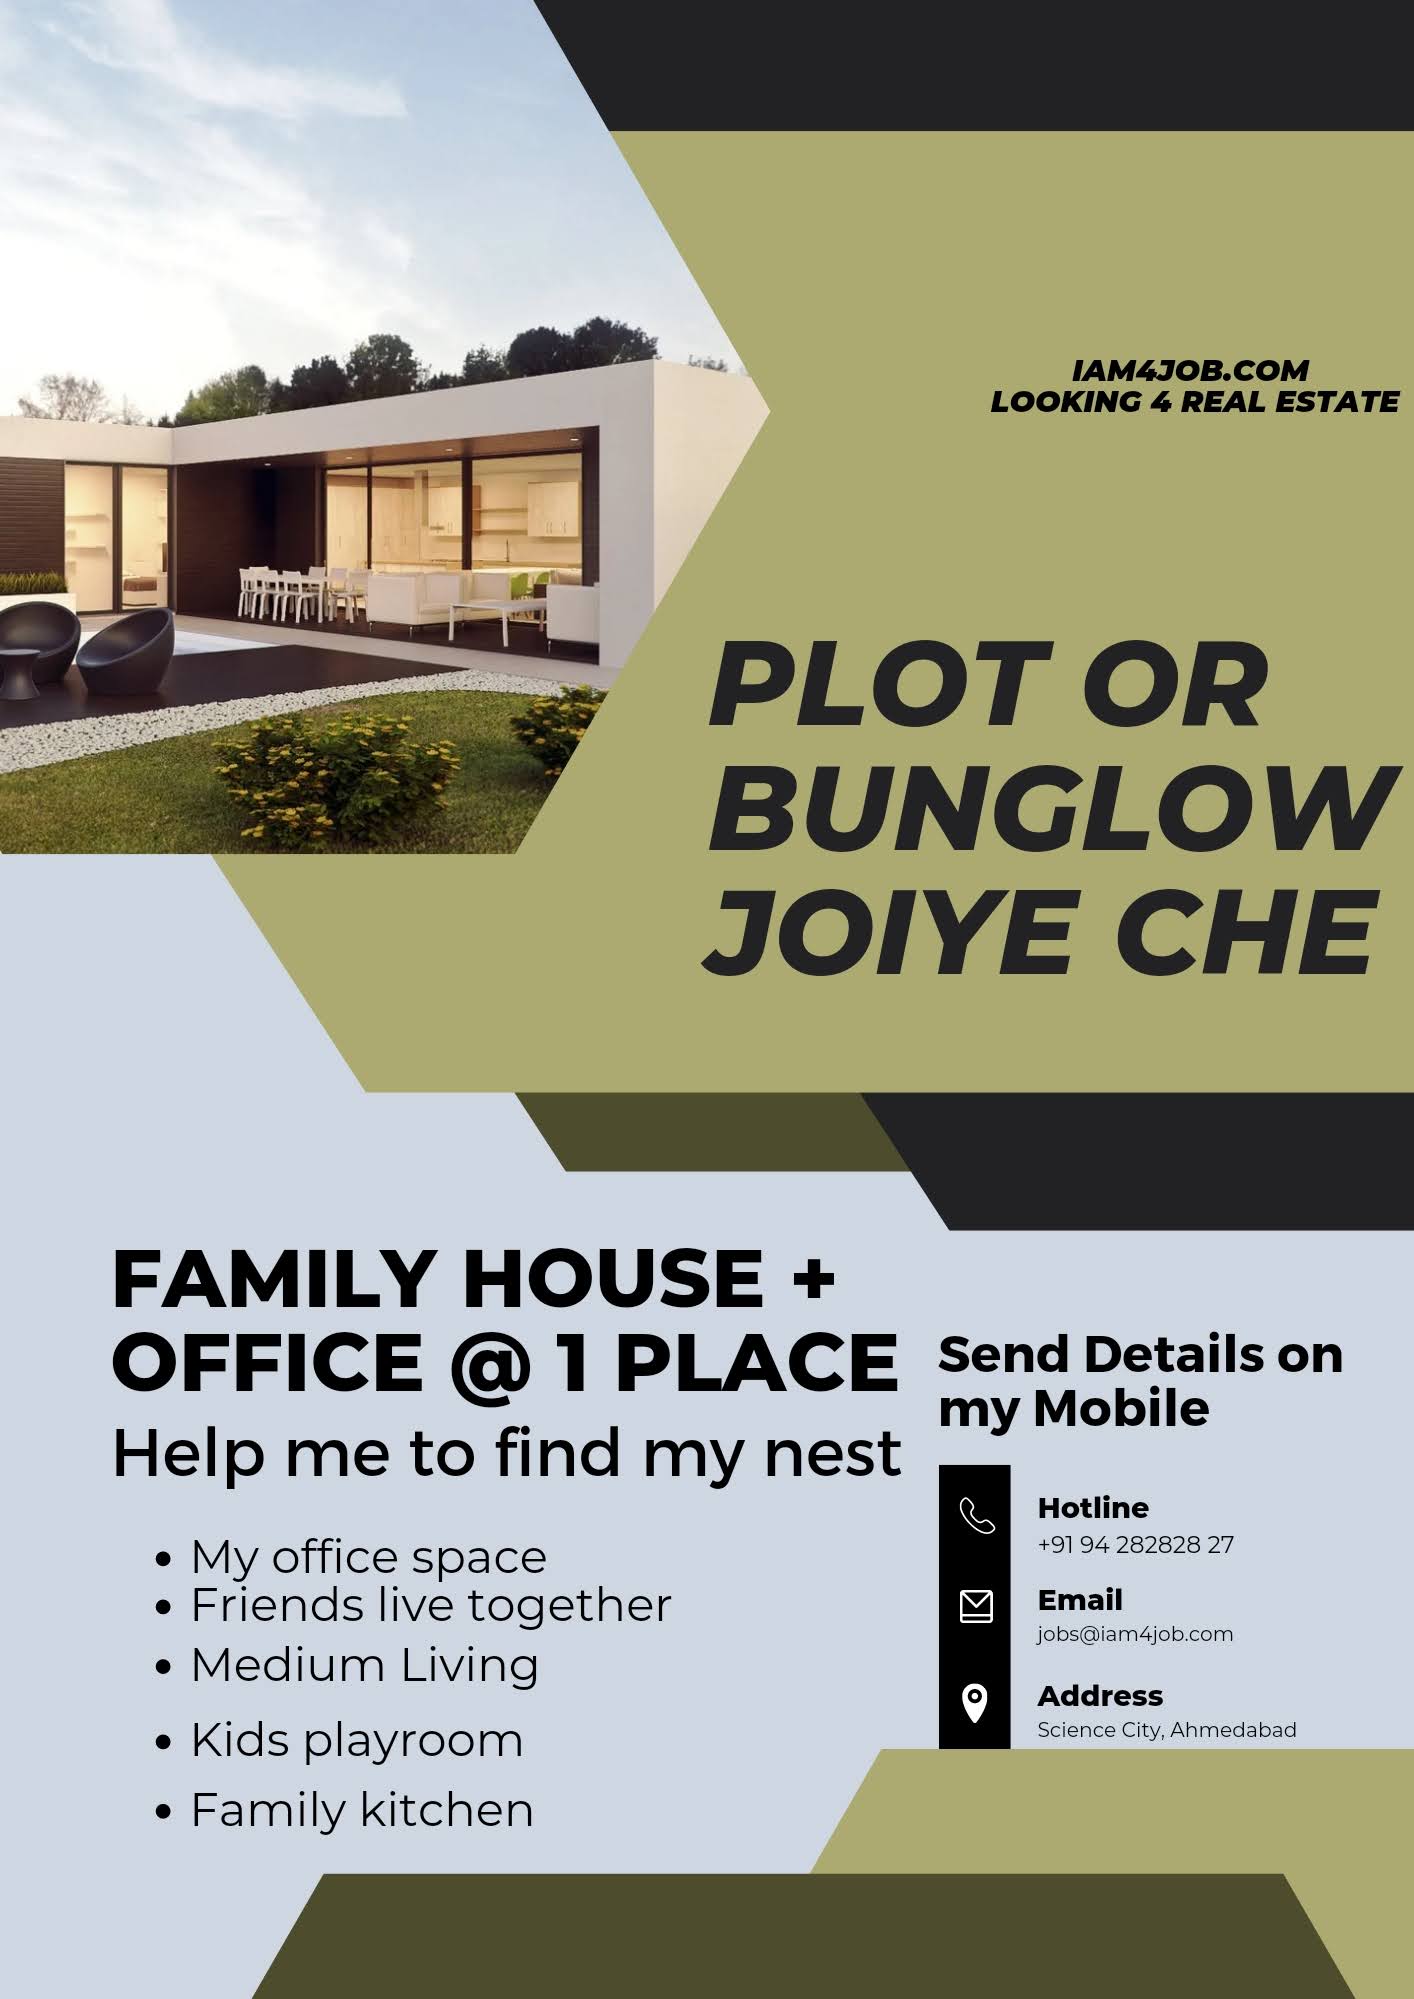 IAM4JOB.COM
LOOKING 4 REAL ESTATE
PLOT OR
BUNGLOW
JOIYE CHE
FAMILY HOUSE +
OFFICE @ 1 PLACE
Help me to find my nest
• My office space
• Friends live together
• Medium Living
• Kids playroom
• Family kitchen
Send Details on
my Mobile
Hotline
+91 94 282828 27
Email
jobs@iam4job.com
Address
Science City, Ahmedabad